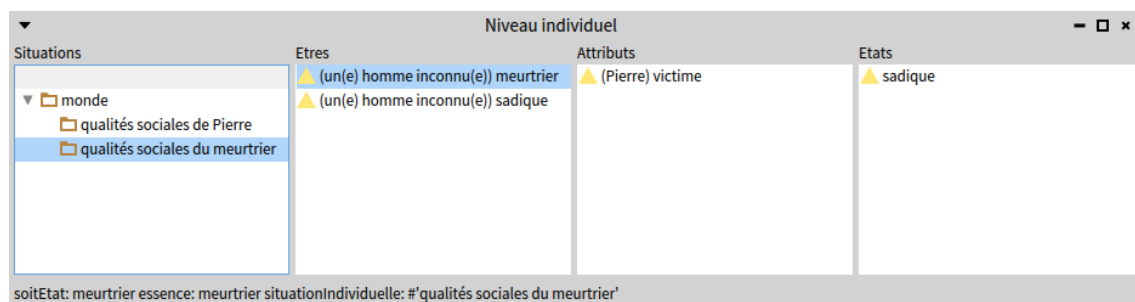 Niveau individuel
Situations
Etres
Attributs
Etats
(un(e) homme inconnu(e)) meurtrier
(Pierre) victime
sadique
monde
(un(e) homme inconnu(e)) sadique
qualités sociales de Pierre
qualités sociales du meurtrier
soitEtat: meurtrier essence: meurtrier situationIndividuelle: #'qualités sociales du meurtrier'